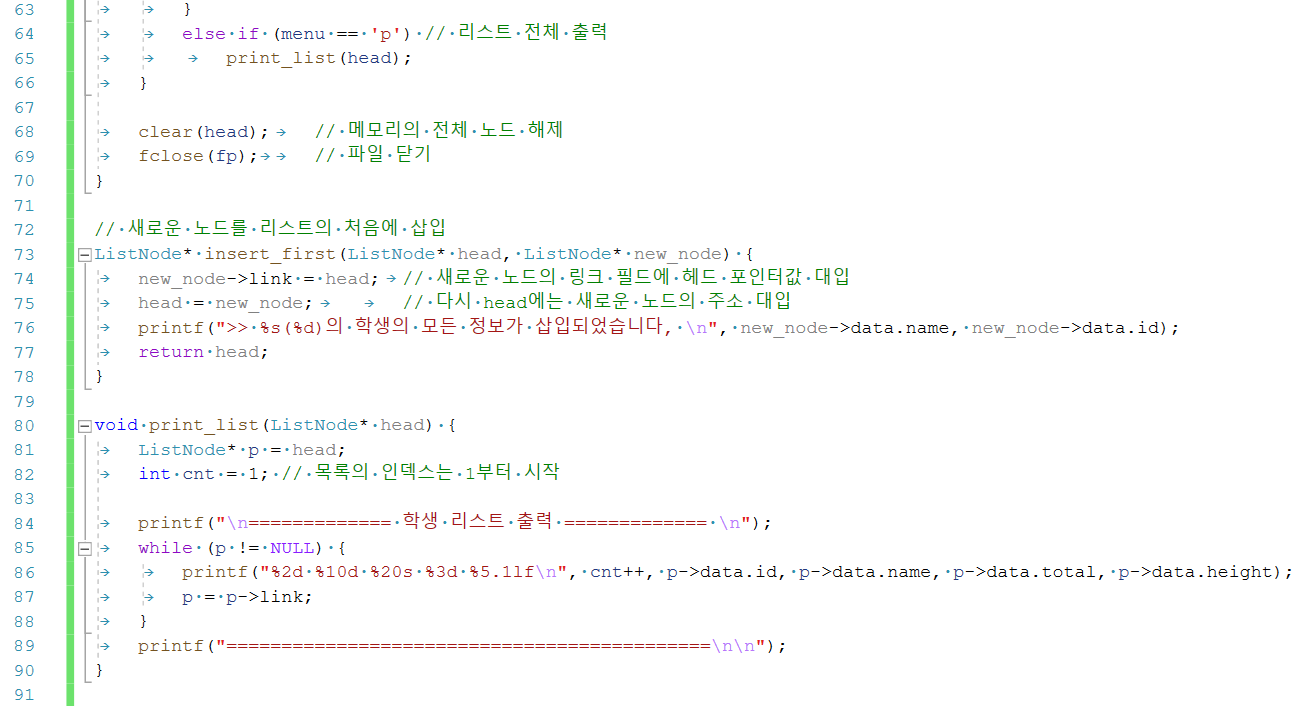 63 }
64 else if (menu == 'p') // 리스트 전체 출력
65 print_list(head);
66 }
67
68 clear(head); // 메모리의 전체 노드 해제
69 fclose(fp); // 파일 닫기
70 }
71
72 // 새로운 노드를 리스트의 처음에 삽입
73 ListNode* insert_first(ListNode* head, ListNode* new_node) {
74 new_node->link = head; // 새로운 노드의 링크 필드에 헤드 포인터값 대입
75 head = new_node; // 다시 head에는 새로운 노드의 주소 대입
76 printf(">> %s(%d)의 학생의 모든 정보가 삽입되었습니다, \n", new_node->data.name, new_node->data.id);
77 return head;
78 }
79
80 void print_list(ListNode* head) {
81 ListNode* p = head;
82 int cnt = 1; // 목록의 인덱스는 1부터 시작
83
84 printf("\n============= 학생 리스트 출력 ============= \n");
85 while (p != NULL) {
86 printf("%2d %10d %20s %3d %5.1lf\n", cnt++, p->data.id, p->data.name, p->data.total, p->data.height);
87 p = p->link;
88 }
89 printf("============================================\n\n");
90 }
91